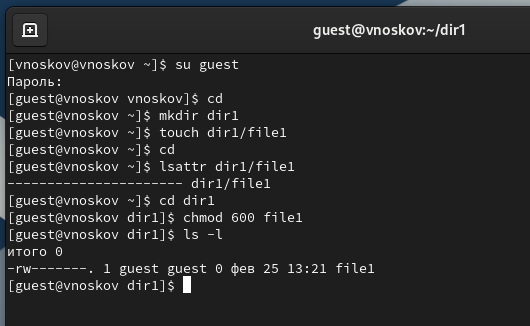 guest@vnoskov:~/dir1
[vnoskov@vnoskov ~]$ su guest
Пароль:
[guest@vnoskov vnoskov]$ cd
[guest@vnoskov ~]$ mkdir dir1
[guest@vnoskov ~]$ touch dir1/file1
[guest@vnoskov ~]$ cd
[guest@vnoskov ~]$ lsattr dir1/file1
---------------------- dir1/file1
[guest@vnoskov ~]$ cd dir1
[guest@vnoskov dir1]$ chmod 600 file1
[guest@vnoskov dir1]$ ls -l
итого 0
-rw-------. 1 guest guest 0 фев 25 13:21 file1
[guest@vnoskov dir1]$